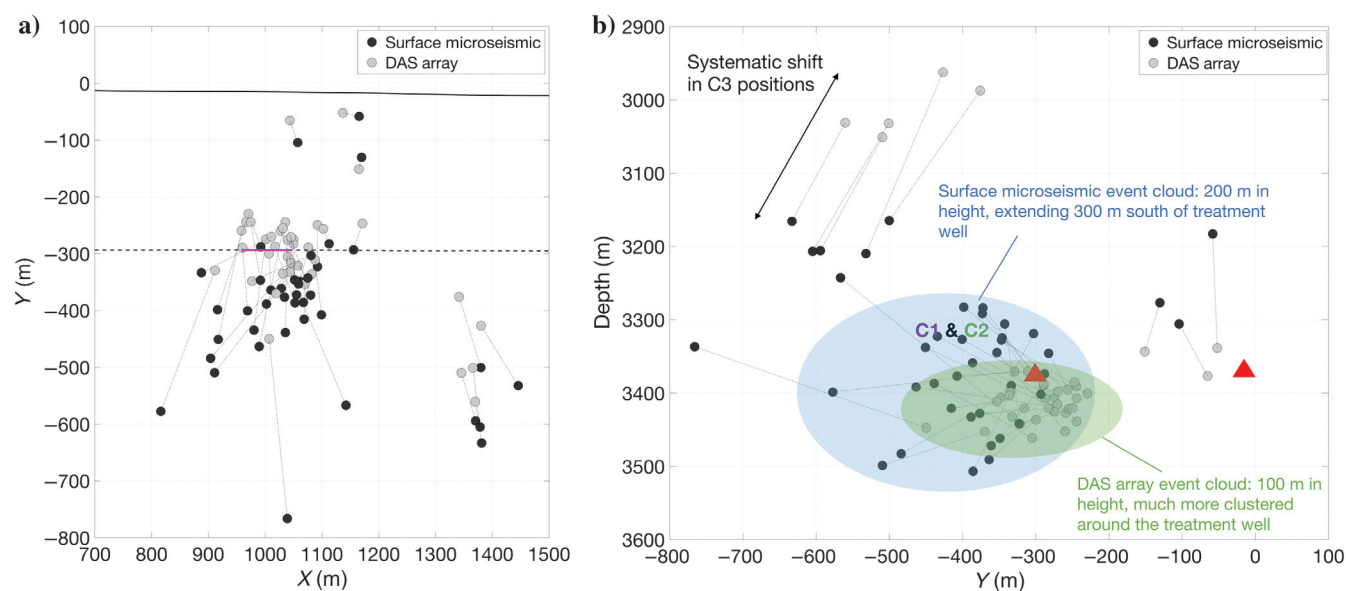 a)
100
0
−100
−200
−300
−400
−500
−600
−700
−800
Y (m)
700
800
900
1000
1100
1200
1300
1400
1500
X (m)
Surface microseismic
DAS array
b)
2900
3000
3100
3200
3300
3400
3500
3600
Depth (m)
−800
−700
−600
−500
−400
−300
−200
−100
0
100
Y (m)
Surface microseismic
DAS array
Systematic shift
in C3 positions
Surface microseismic event cloud: 200 m in
height, extending 300 m south of treatment
well
C1 & C2
DAS array event cloud: 100 m in
height, much more clustered
around the treatment well